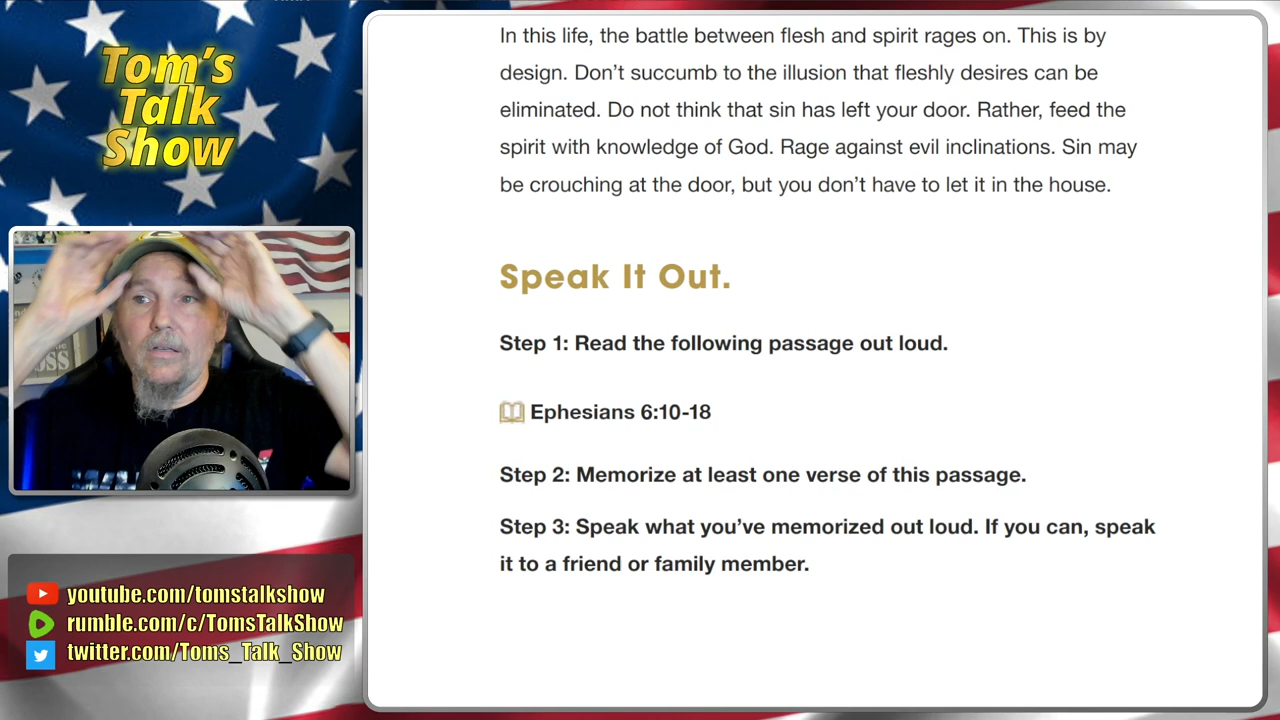 Tom's
Talk
Show
In this life, the battle between flesh and spirit rages on. This is by
design. Don't succumb to the illusion that fleshly desires can be
eliminated. Do not think that sin has left your door. Rather, feed the
spirit with knowledge of God. Rage against evil inclinations. Sin may
be crouching at the door, but you don't have to let it in the house.
Speak It Out.
Step 1: Read the following passage out loud.
Ephesians 6:10-18
Step 2: Memorize at least one verse of this passage.
Step 3: Speak what you've memorized out loud. If you can, speak
it to a friend or family member.
youtube.com/tomstalkshow
rumble.com/c/TomsTalkShow
twitter.com/Toms_Talk_Show